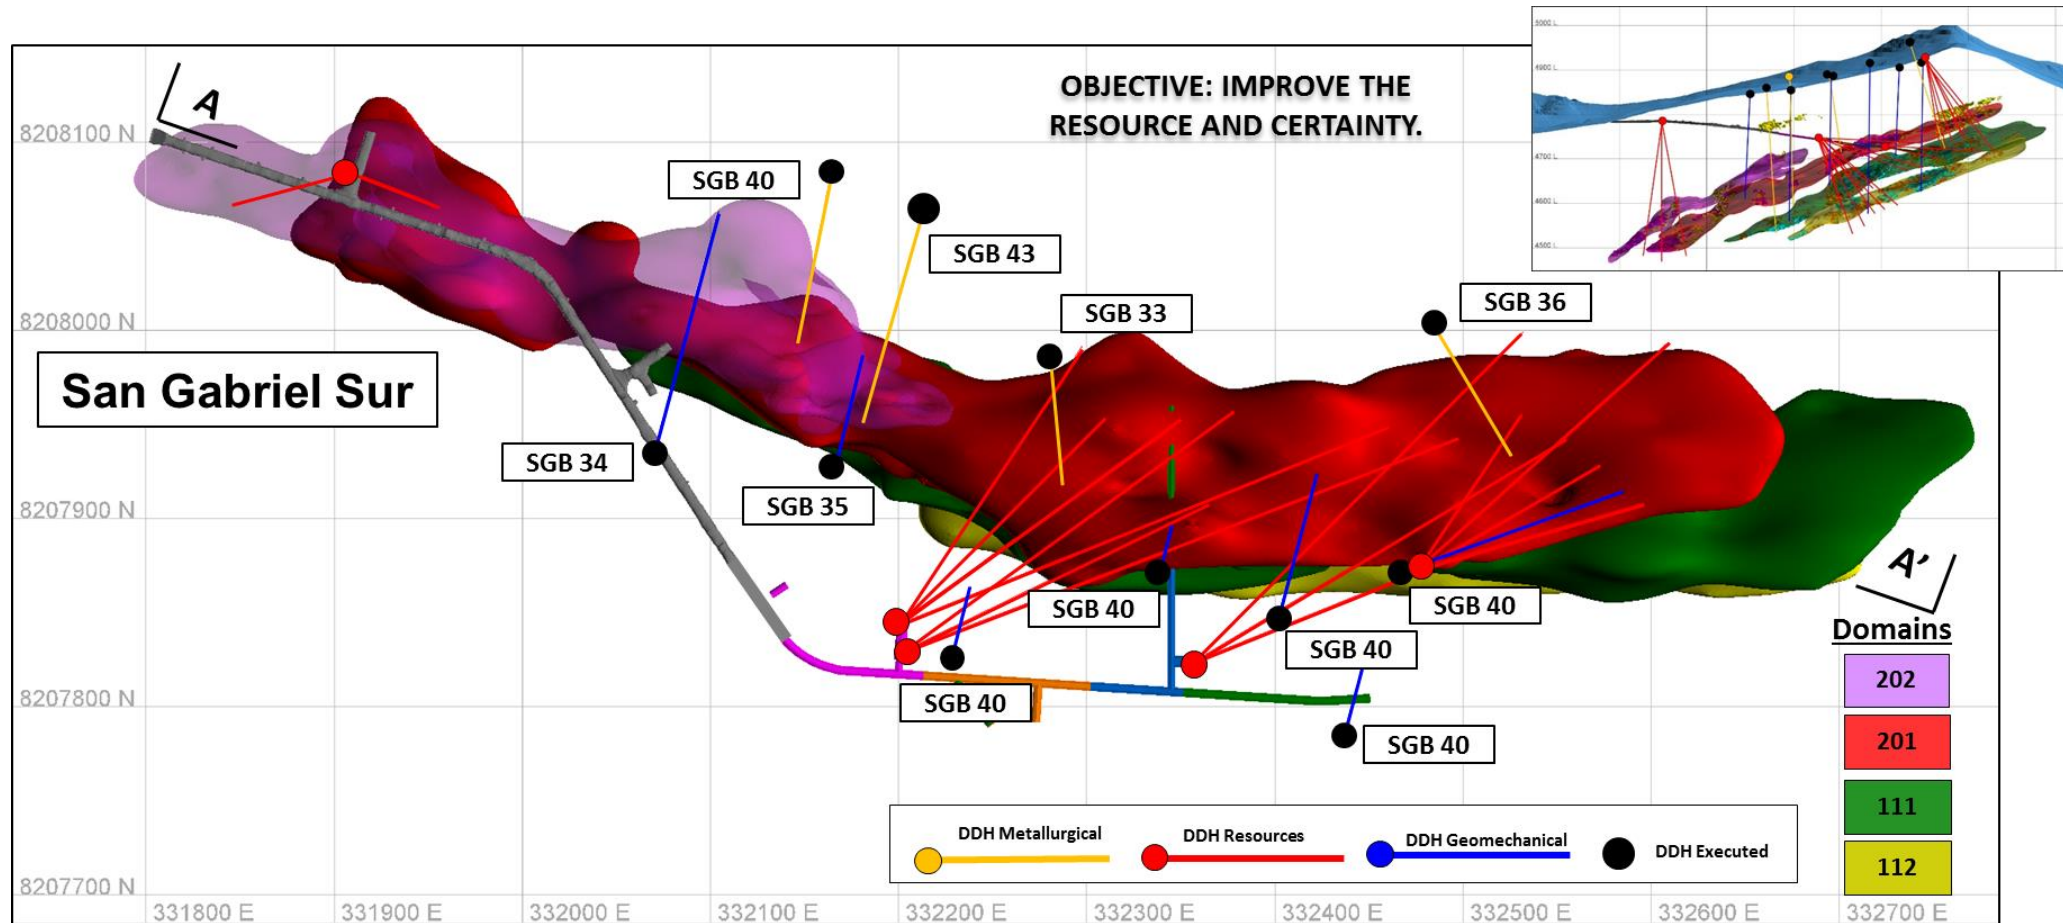 OBJECTIVE: IMPROVE THE
RESOURCE AND CERTAINTY.
A
8208100 N
SGB 40
SGB 43
SGB 33
SGB 36
8208000 N
San Gabriel Sur
SGB 34
SGB 35
8207900 N
A’
SGB 40
SGB 40
SGB 40
SGB 40
SGB 40
8207800 N
Domains
202
201
111
112
DDH Metallurgical
DDH Resources
DDH Geomechanical
DDH Executed
8207700 N
331800 E
331900 E
332000 E
332100 E
332200 E
332300 E
332400 E
332500 E
332600 E
332700 E